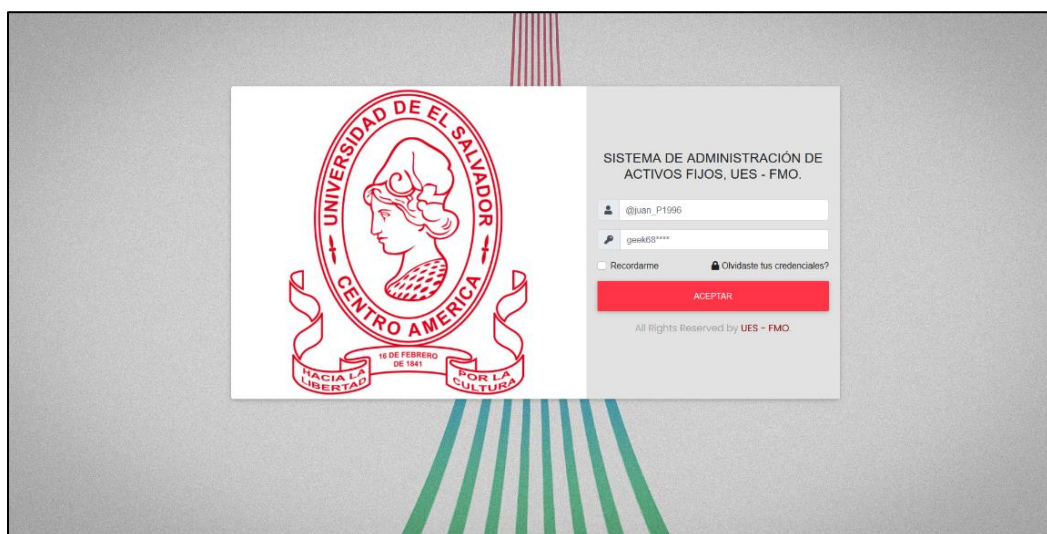 UNIVERSIDAD DE EL SALVADOR
CENTRO AMERICA
16 DE FEBRERO
DE 1841
HACIA LA
LIBERTAD
POR LA
CULTURA
SISTEMA DE ADMINISTRACIÓN DE
ACTIVOS FIJOS, UES - FMO.
@juan_P1996
geek68****
Recordarme
Olvidaste tus credenciales?
ACEPTAR
All Rights Reserved by UES - FMO.